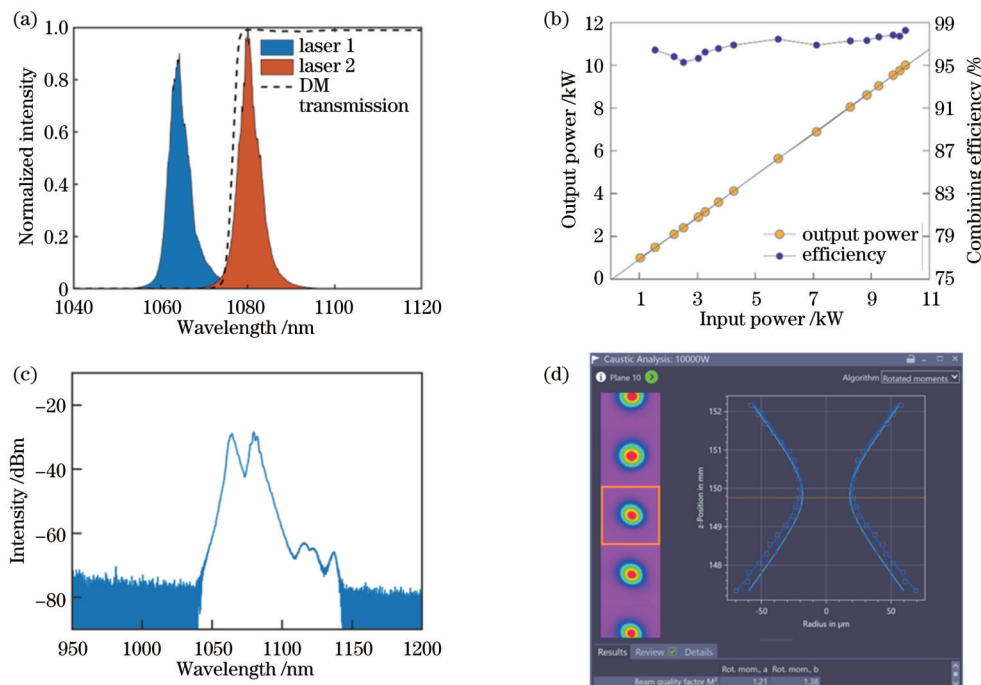 (a)
1.0
0.8
0.6
0.4
0.2
0
1040
1060
1080
1100
1120
Normalized intensity
Wavelength /nm
laser 1
laser 2
DM
transmission
(b)
12
10
8
6
4
2
0
99
95
91
87
83
79
75
1
3
5
7
9
11
Output power /kW
Combining efficiency /%
Input power /kW
output power
efficiency
(c)
−20
−40
−60
−80
950
1000
1050
1100
1150
1200
Intensity /dBm
Wavelength /nm
(d)
Caustic Analysis: 10000W
Plane 10
Algorithm Rotated moments
152
151
150
149
148
z-Position in mm
-50
0
50
Radius in µm
Results Review Details
Rot. mom., a Rot. mom., b
Beam quality factor M² 1.21 1.38